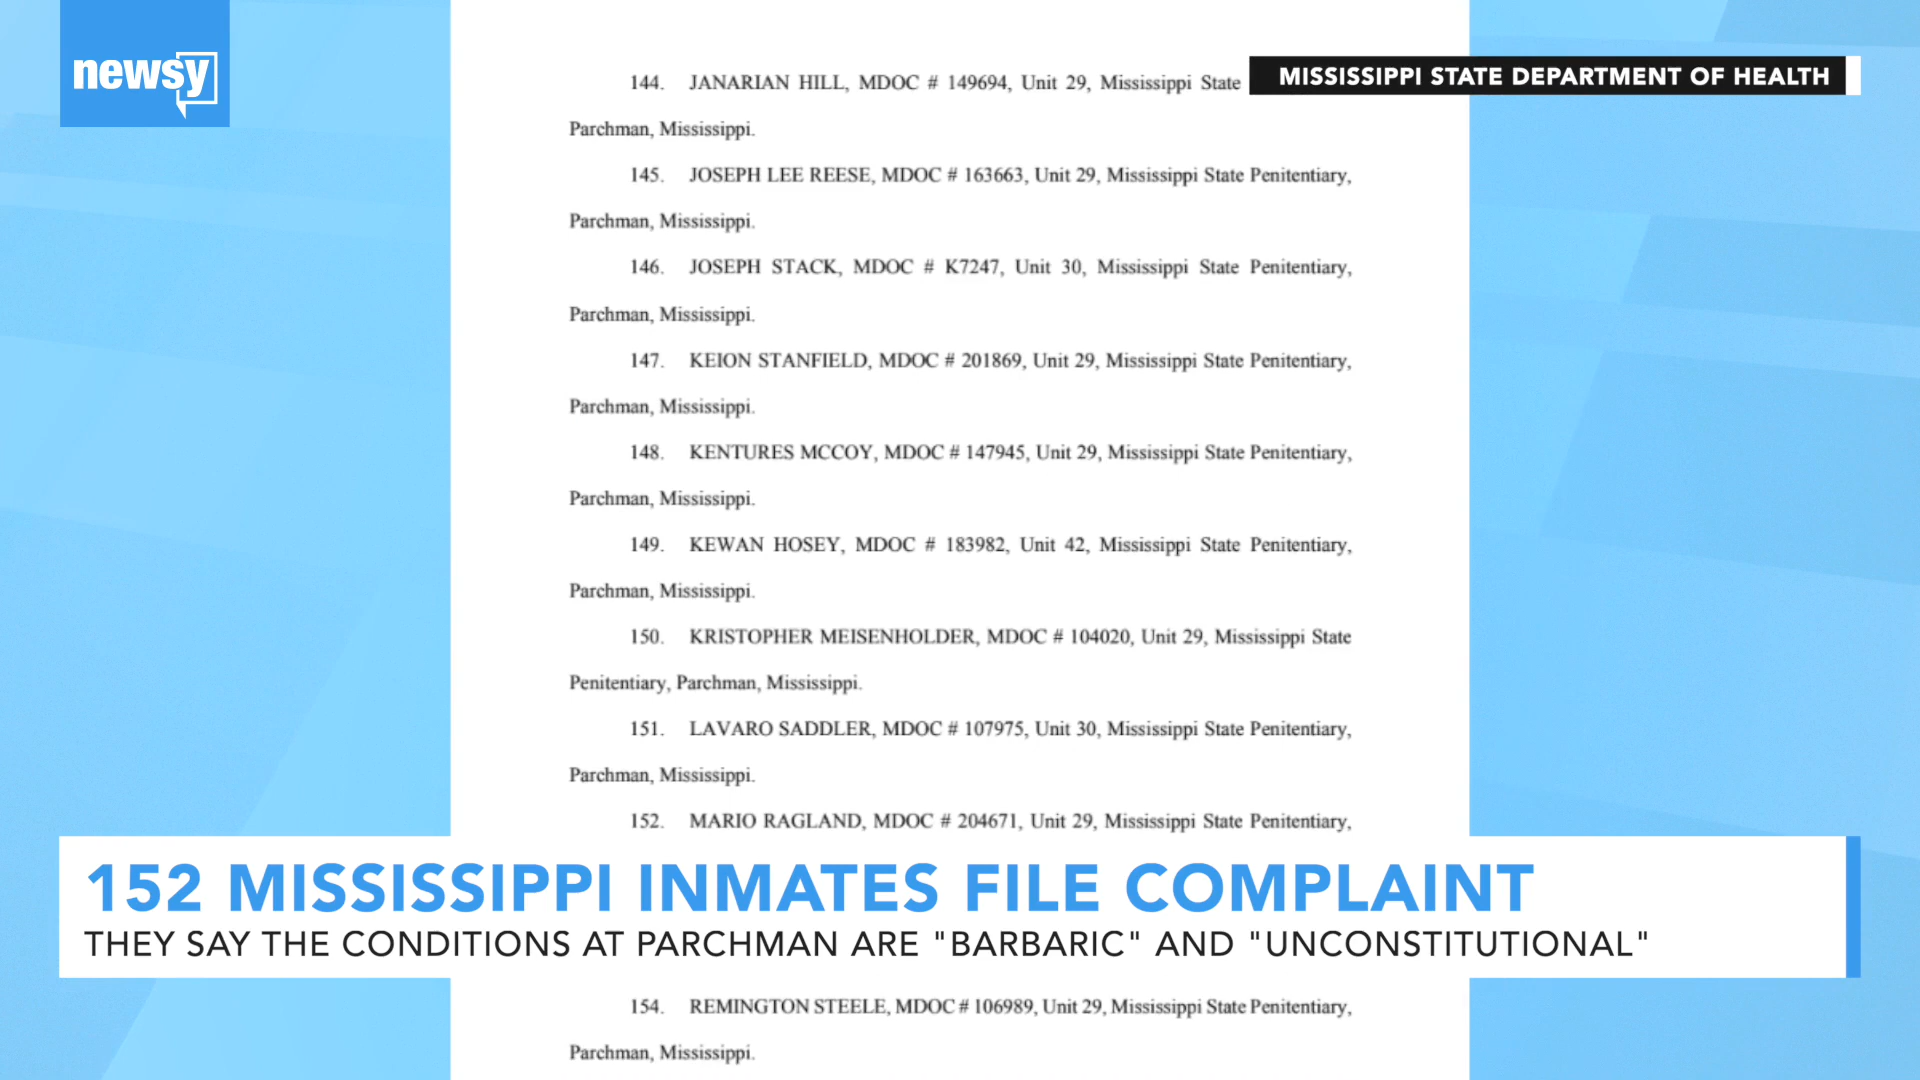 newsy
MISSISSIPPI STATE DEPARTMENT OF HEALTH
144. JANARIAN HILL, MDOC # 149694, Unit 29, Mississippi State
Parchman, Mississippi.
145. JOSEPH LEE REESE, MDOC # 163663, Unit 29, Mississippi State Penitentiary,
Parchman, Mississippi.
146. JOSEPH STACK, MDOC # K7247, Unit 30, Mississippi State Penitentiary,
Parchman, Mississippi.
147. KEION STANFIELD, MDOC # 201869, Unit 29, Mississippi State Penitentiary,
Parchman, Mississippi.
148. KENTURES MCCOY, MDOC # 147945, Unit 29, Mississippi State Penitentiary,
Parchman, Mississippi.
149. KEWAN HOSEY, MDOC # 183982, Unit 42, Mississippi State Penitentiary,
Parchman, Mississippi.
150. KRISTOPHER MEISENHOLDER, MDOC # 104020, Unit 29, Mississippi State
Penitentiary, Parchman, Mississippi.
151. LAVARO SADDLER, MDOC # 107975, Unit 30, Mississippi State Penitentiary,
Parchman, Mississippi.
152. MARIO RAGLAND, MDOC # 204671, Unit 29, Mississippi State Penitentiary,
152 MISSISSIPPI INMATES FILE COMPLAINT
THEY SAY THE CONDITIONS AT PARCHMAN ARE "BARBARIC" AND "UNCONSTITUTIONAL"
154. REMINGTON STEELE, MDOC # 106989, Unit 29, Mississippi State Penitentiary,
Parchman, Mississippi.